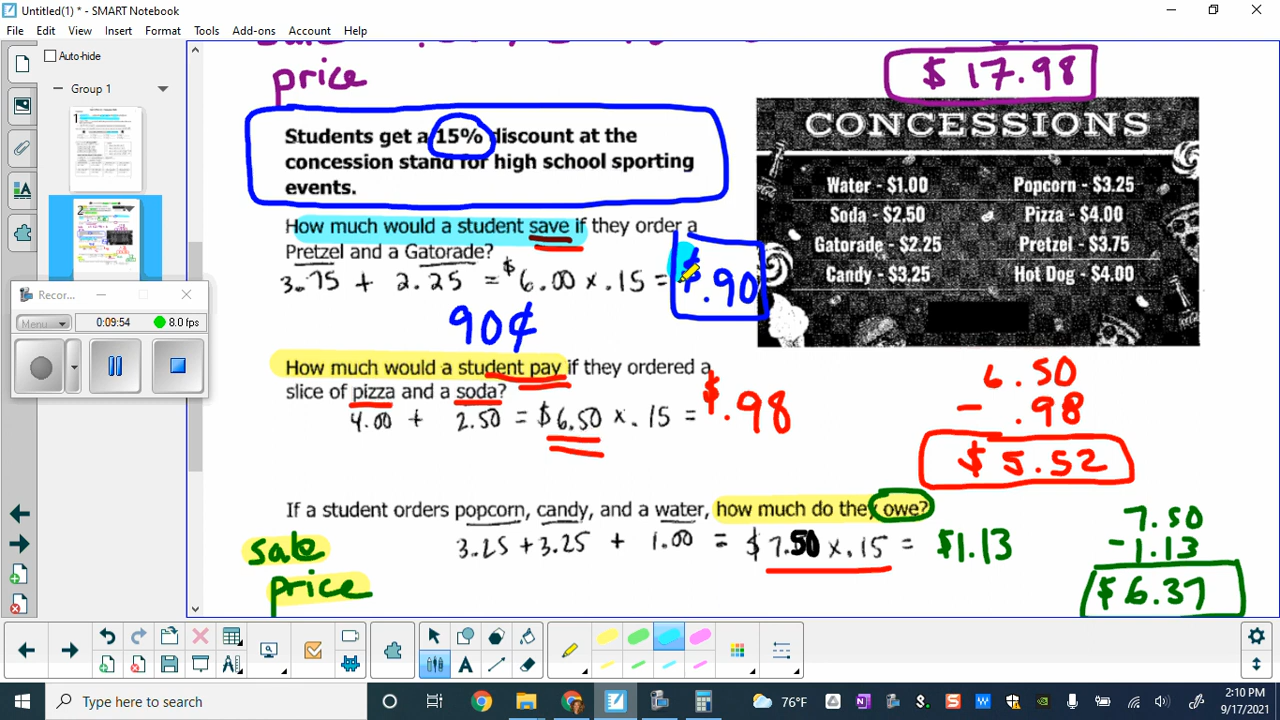 Untitled(1) * - SMART Notebook
File Edit View Insert Format Tools Add-ons Account Help
Auto-hide
Group 1
price
$ 17.98
Students get a 15% discount at the
concession stand for high school sporting
events.
How much would a student save if they order a
Pretzel and a Gatorade?
3.75 + 2.25 = $6.00 x .15 = $.90
90¢
How much would a student pay if they ordered a
slice of pizza and a soda?
4.00 + 2.50 = $6.50 x .15 = $.98
6.50
- .98
$ 5.52
If a student orders popcorn, candy, and a water, how much do they owe?
3.25 + 3.25 + 1.00 = $7.50 x .15 = $1.13
sale
price
7.50
- 1.13
$ 6.37
CONCESSIONS
Water - $1.00
Popcorn - $3.25
Soda - $2.50
Pizza - $4.00
Gatorade - $2.25
Pretzel - $3.75
Candy - $3.25
Hot Dog - $4.00
Recor...
Menu
0:09:54
8.0 fps
Type here to search
76°F
2:10 PM
9/17/2021